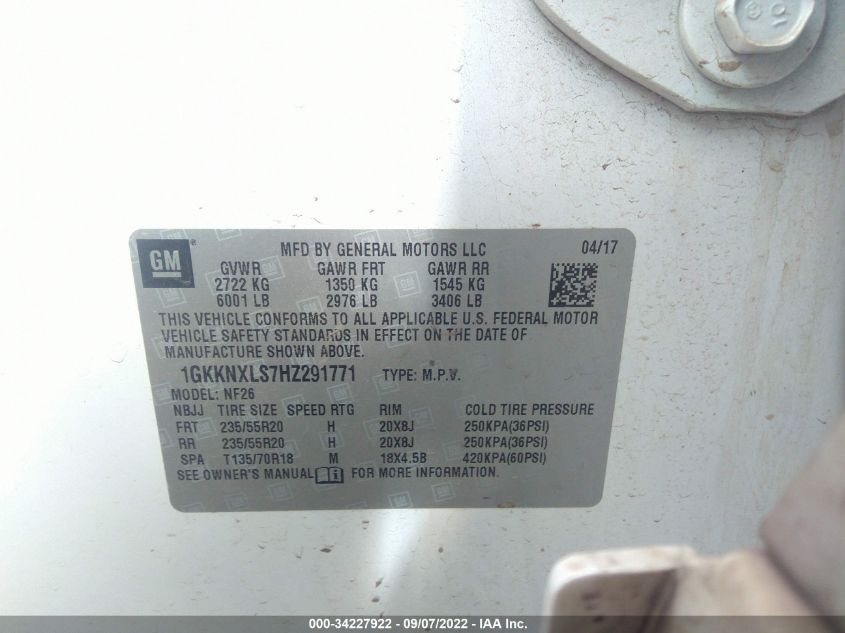 GM ® MFD BY GENERAL MOTORS LLC 04/17
GVWR GAWR FRT GAWR RR
2722 KG 1350 KG 1545 KG
6001 LB 2976 LB 3406 LB
THIS VEHICLE CONFORMS TO ALL APPLICABLE U.S. FEDERAL MOTOR
VEHICLE SAFETY STANDARDS IN EFFECT ON THE DATE OF
MANUFACTURE SHOWN ABOVE.
1GKKNXLS7HZ291771 TYPE: M.P.V.
MODEL: NF26
NBJJ TIRE SIZE SPEED RTG RIM COLD TIRE PRESSURE
FRT 235/55R20 H 20X8J 250KPA(36PSI)
RR 235/55R20 H 20X8J 250KPA(36PSI)
SPA T135/70R18 M 18X4.5B 420KPA(60PSI)
SEE OWNER'S MANUAL FOR MORE INFORMATION.
000-34227922 - 09/07/2022 - IAA Inc.